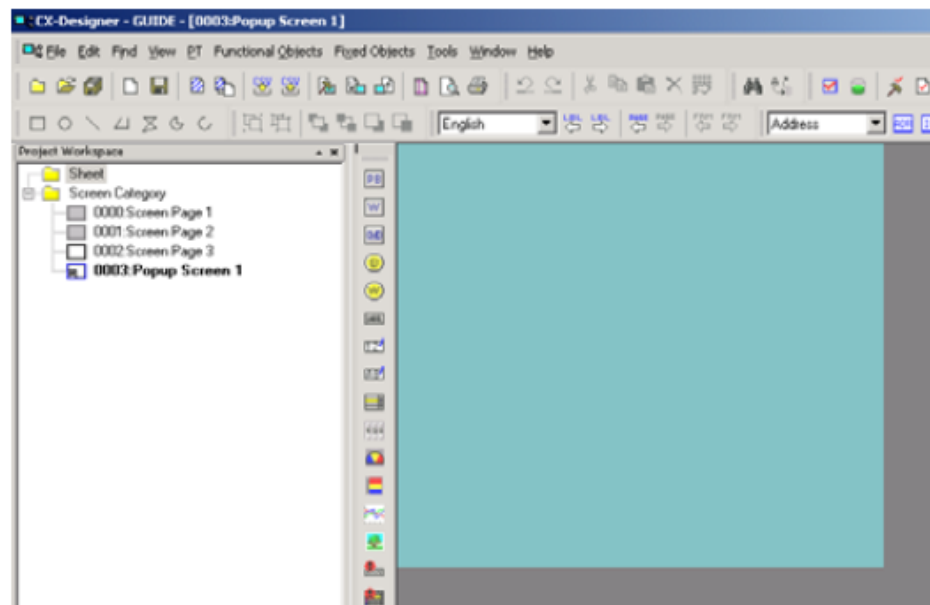 CX-Designer - GUIDE - [0003:Popup Screen 1]
File Edit Find View PT Functional Objects Fixed Objects Tools Window Help
English Address
Project Workspace
Sheet
Screen Category
0000:Screen Page 1
0001:Screen Page 2
0002:Screen Page 3
0003:Popup Screen 1
PB
W